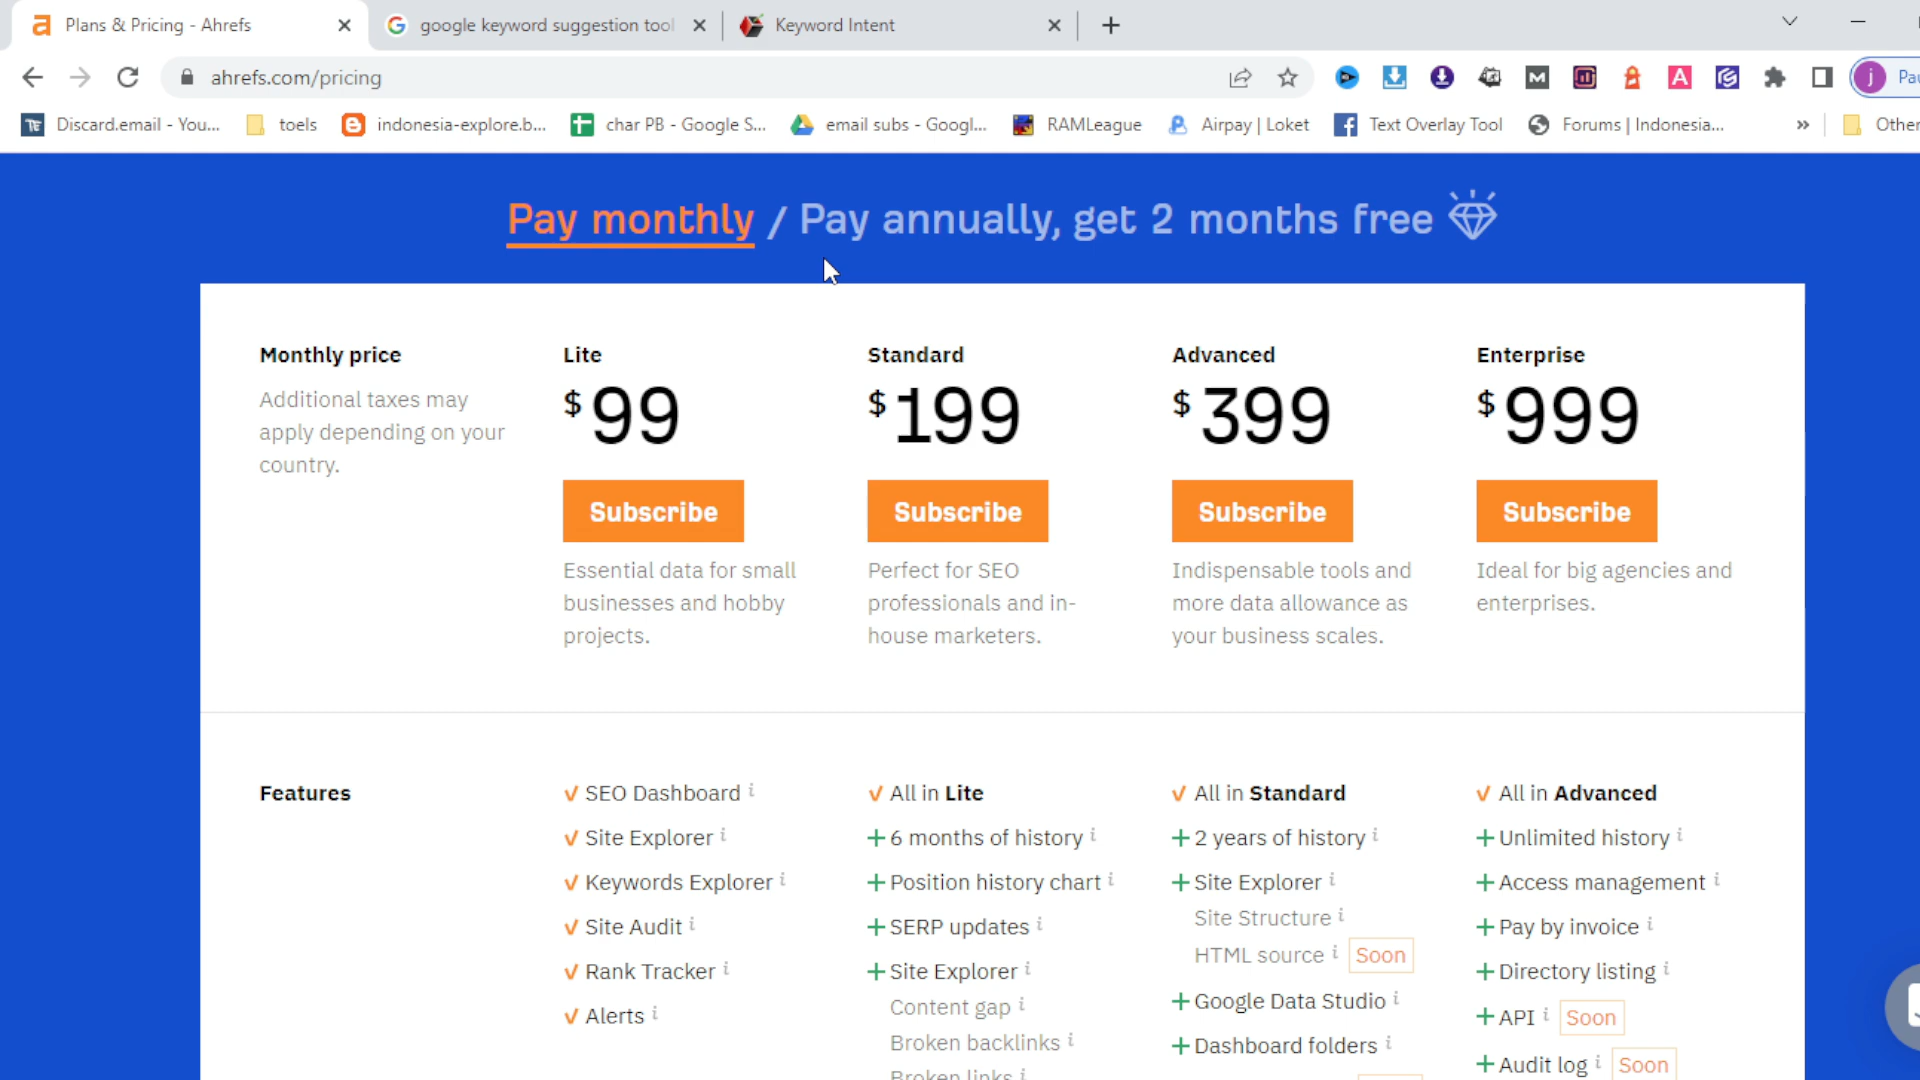 Plans & Pricing - Ahrefs
google keyword suggestion tool
Keyword Intent
ahrefs.com/pricing
Discard.email - You...
toels
indonesia-explore.b...
char PB - Google S...
email subs - Googl...
RAMLeague
Airpay | Loket
Text Overlay Tool
Forums | Indonesia...
»
Other
Pay monthly / Pay annually, get 2 months free
Monthly price
Additional taxes may
apply depending on your
country.
Lite
$99
Subscribe
Essential data for small
businesses and hobby
projects.
Standard
$199
Subscribe
Perfect for SEO
professionals and in-
house marketers.
Advanced
$399
Subscribe
Indispensable tools and
more data allowance as
your business scales.
Enterprise
$999
Subscribe
Ideal for big agencies and
enterprises.
Features
SEO Dashboard i
Site Explorer i
Keywords Explorer i
Site Audit i
Rank Tracker i
Alerts i
All in Lite
+ 6 months of history i
+ Position history chart i
+ SERP updates i
+ Site Explorer i
Content gap i
Broken backlinks i
Broken links i
All in Standard
+ 2 years of history i
+ Site Explorer i
Site Structure i
HTML source i Soon
+ Google Data Studio i
+ Dashboard folders i
All in Advanced
+ Unlimited history i
+ Access management i
+ Pay by invoice i
+ Directory listing i
+ API i Soon
+ Audit log i Soon